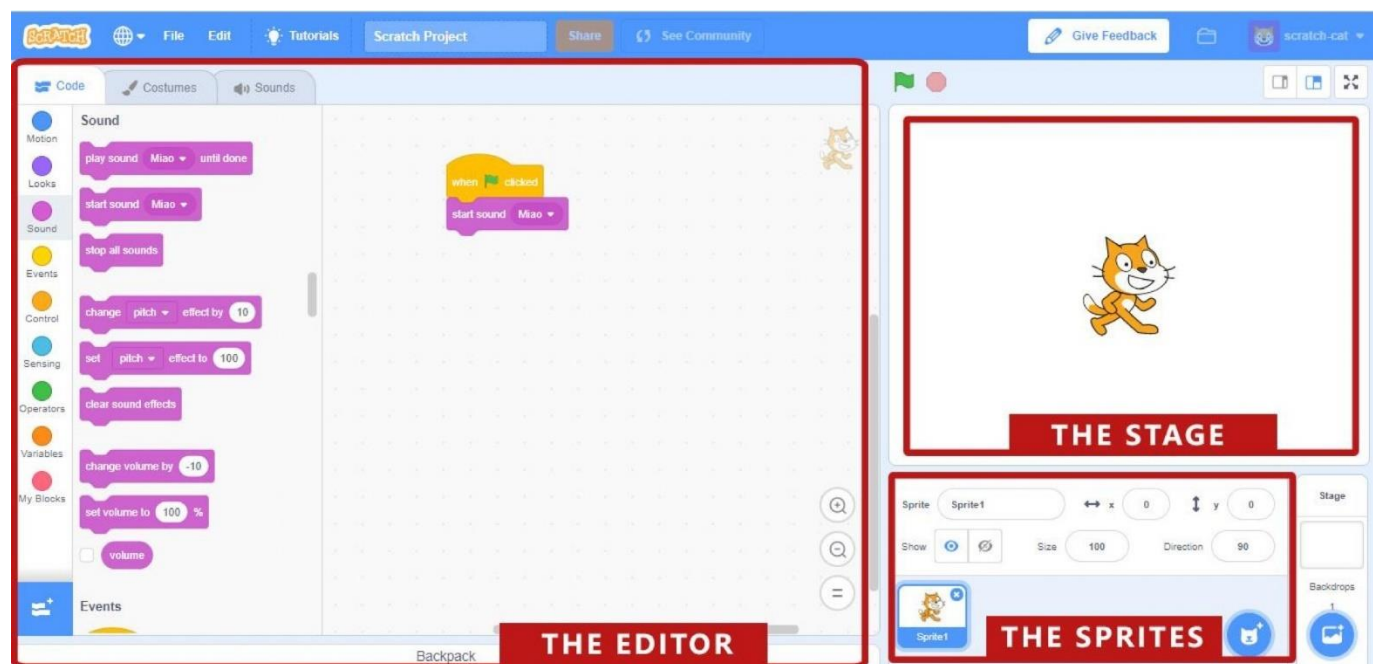 SCRATCH File Edit Tutorials Scratch Project Share See Community Give Feedback scratch-cat
Code Costumes Sounds
Motion
Looks
Sound
Events
Control
Sensing
Operators
Variables
My Blocks
Sound
play sound Miao until done
start sound Miao
stop all sounds
change pitch effect by 10
set pitch effect to 100
clear sound effects
change volume by -10
set volume to 100 %
volume
Events
when clicked
start sound Miao
THE EDITOR
Backpack
THE STAGE
Sprite Sprite1 x 0 y 0
Show Size 100 Direction 90
Sprite1
THE SPRITES
Stage
Backdrops
1